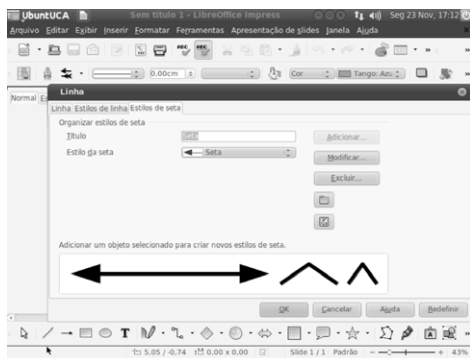 UbuntUCA Sem título 1 - LibreOffice Impress Seg 23 Nov, 17:12
Arquivo Editar Exibir Inserir Formatar Ferramentas Apresentação de slides Janela Ajuda
0.00cm Cor Tango: Azu
Normal
Linha
Linha Estilos de linha Estilos de seta
Organizar estilos de seta
Título Seta Adicionar...
Estilo da seta Seta Modificar...
Excluir...
Adicionar um objeto selecionado para criar novos estilos de seta.
OK Cancelar Ajuda Redefinir
5,05 / -0,74 0,00 x 0,00 Slide 1 / 1 Padrão 43%